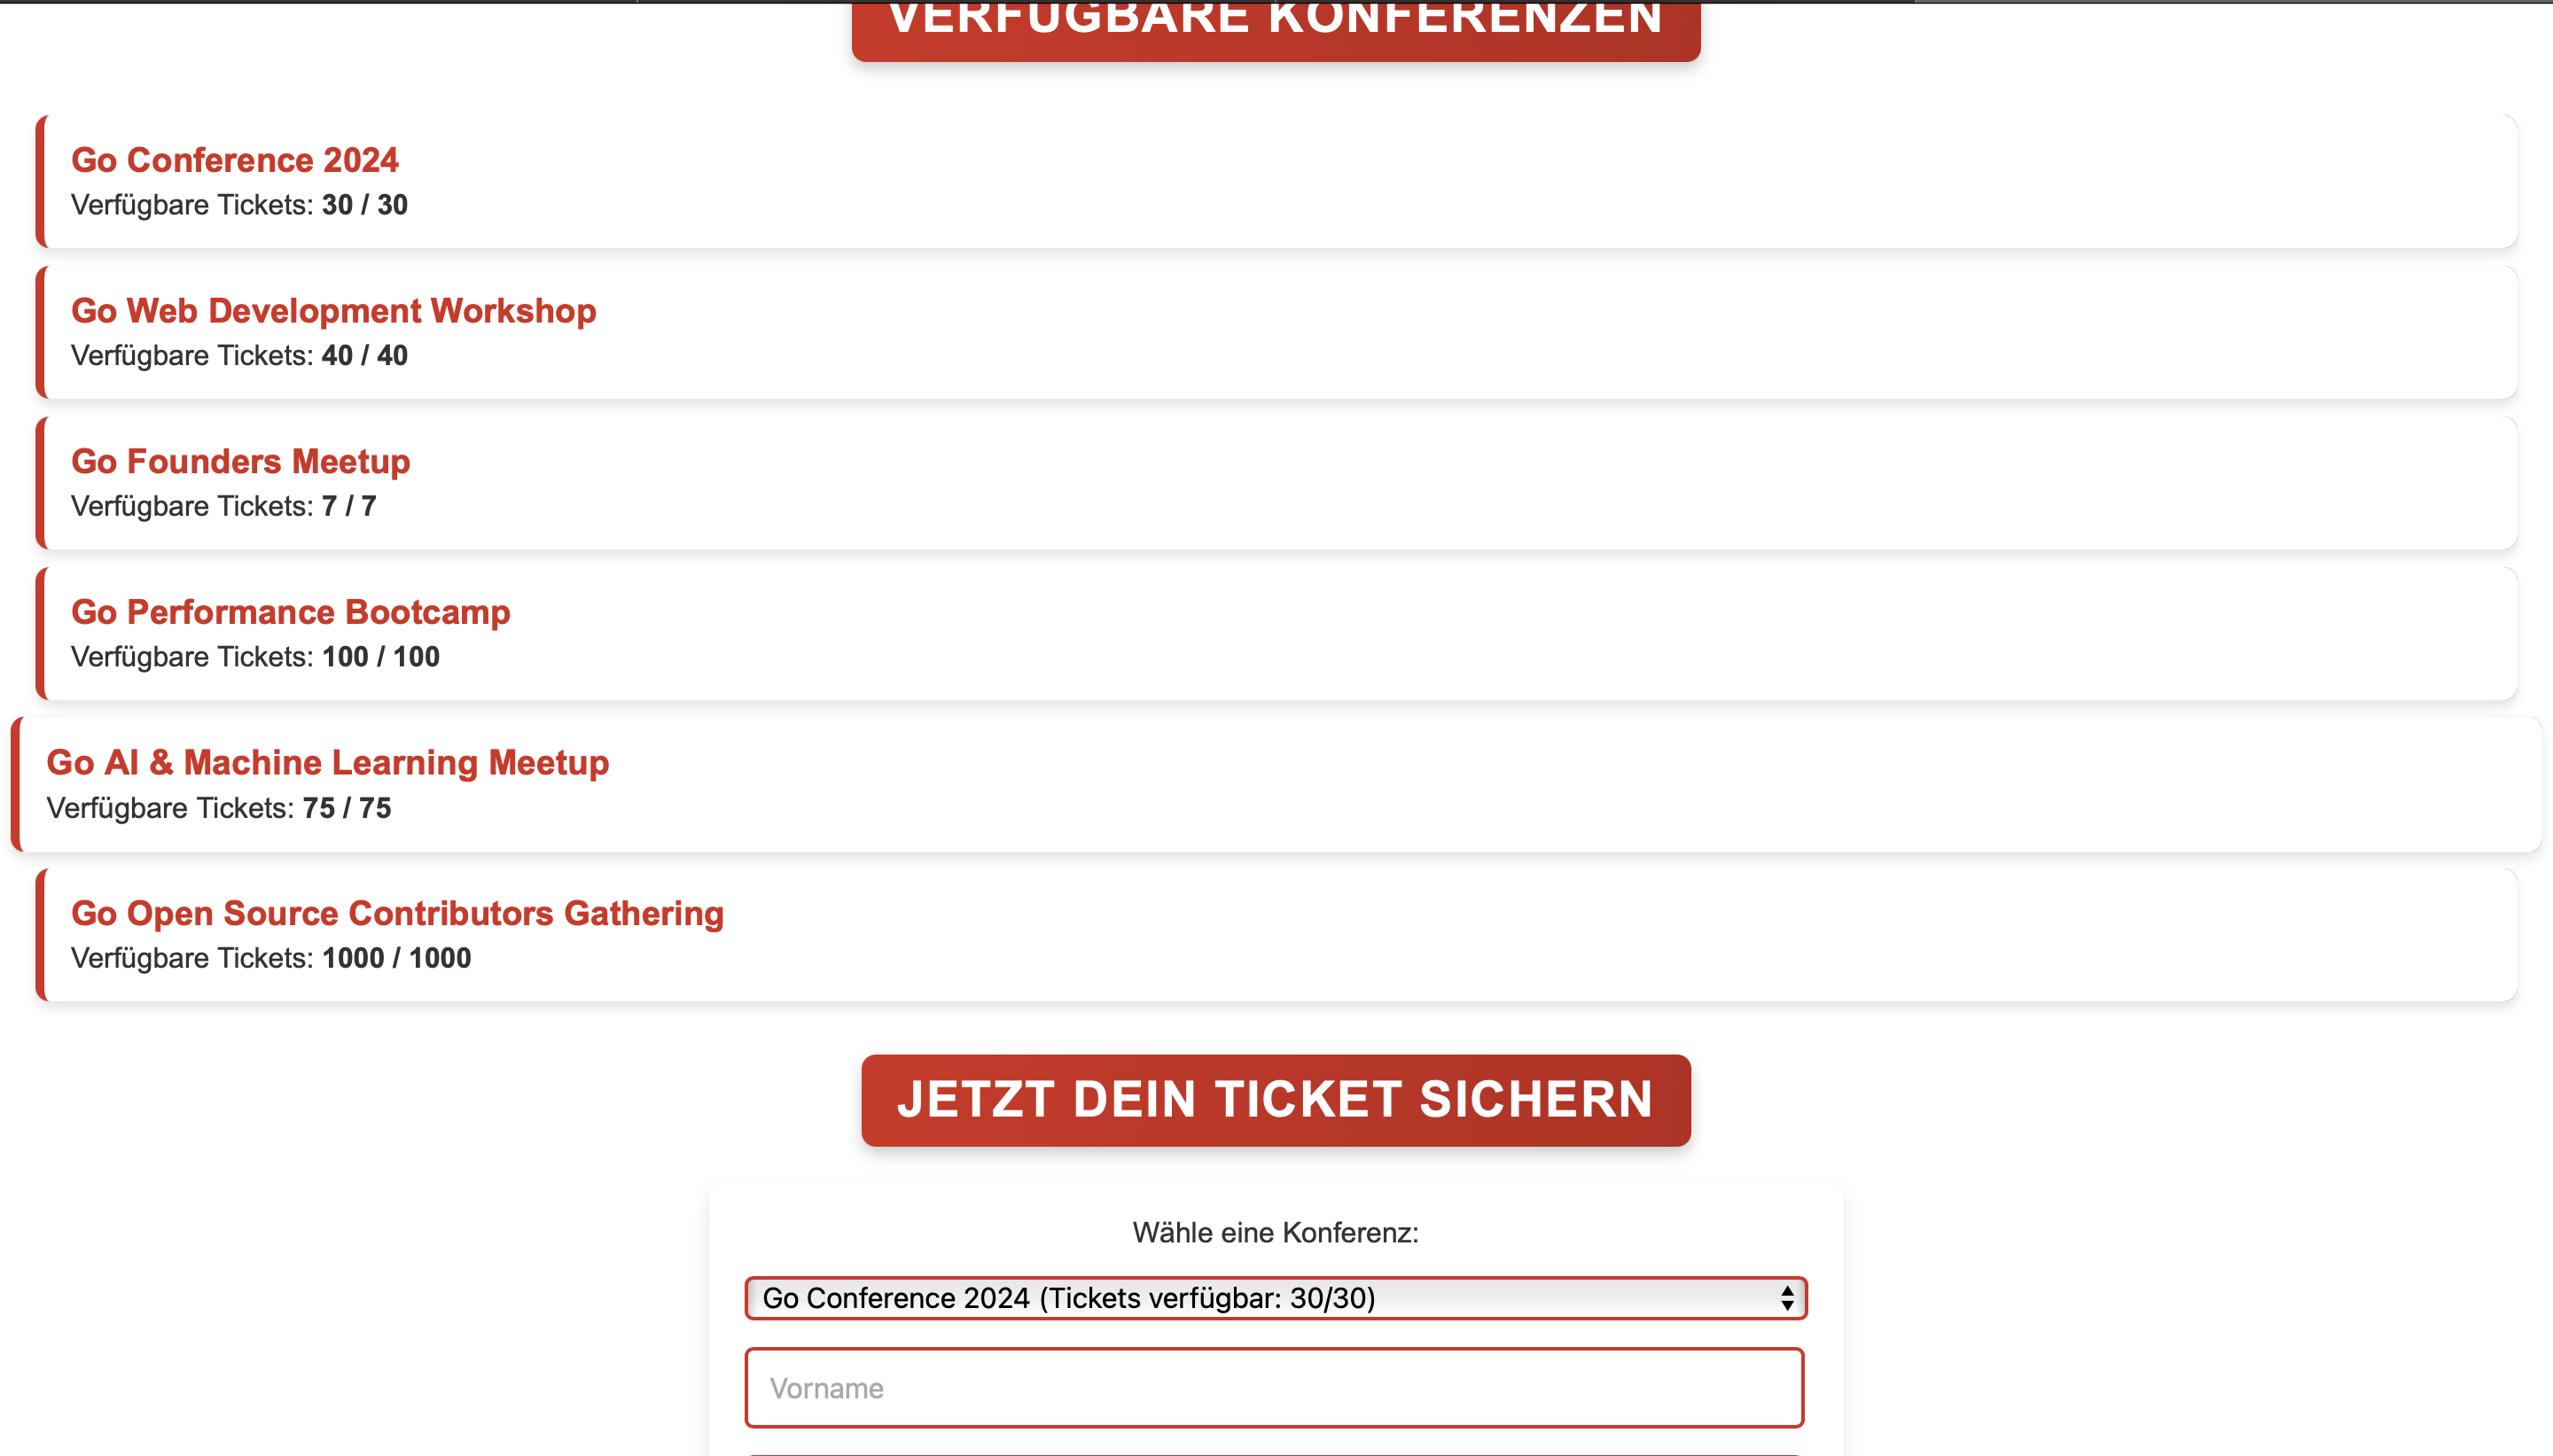 VERFÜGBARE KONFERENZEN
Go Conference 2024
Verfügbare Tickets: 30 / 30
Go Web Development Workshop
Verfügbare Tickets: 40 / 40
Go Founders Meetup
Verfügbare Tickets: 7 / 7
Go Performance Bootcamp
Verfügbare Tickets: 100 / 100
Go AI & Machine Learning Meetup
Verfügbare Tickets: 75 / 75
Go Open Source Contributors Gathering
Verfügbare Tickets: 1000 / 1000
JETZT DEIN TICKET SICHERN
Wähle eine Konferenz:
Go Conference 2024 (Tickets verfügbar: 30/30)
Vorname